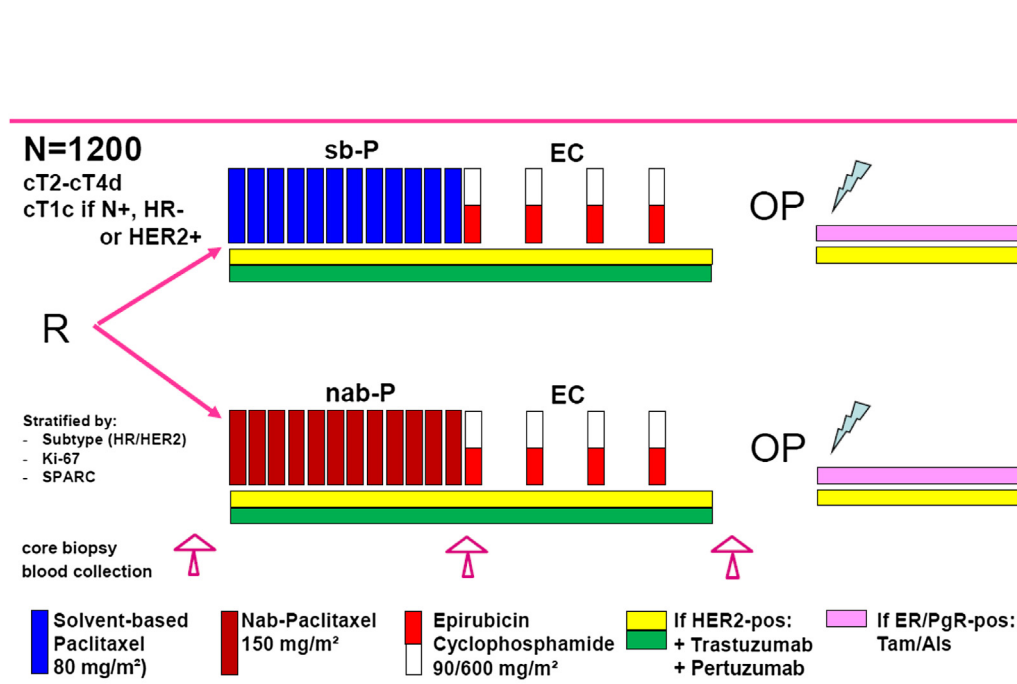 N=1200
cT2-cT4d
cT1c if N+, HR-
or HER2+
sb-P
EC
OP
R
nab-P
EC
OP
Stratified by:
- Subtype (HR/HER2)
- Ki-67
- SPARC
core biopsy
blood collection
Solvent-based
Paclitaxel
80 mg/m²)
Nab-Paclitaxel
150 mg/m²
Epirubicin
Cyclophosphamide
90/600 mg/m²
If HER2-pos:
+ Trastuzumab
+ Pertuzumab
If ER/PgR-pos:
Tam/AIs